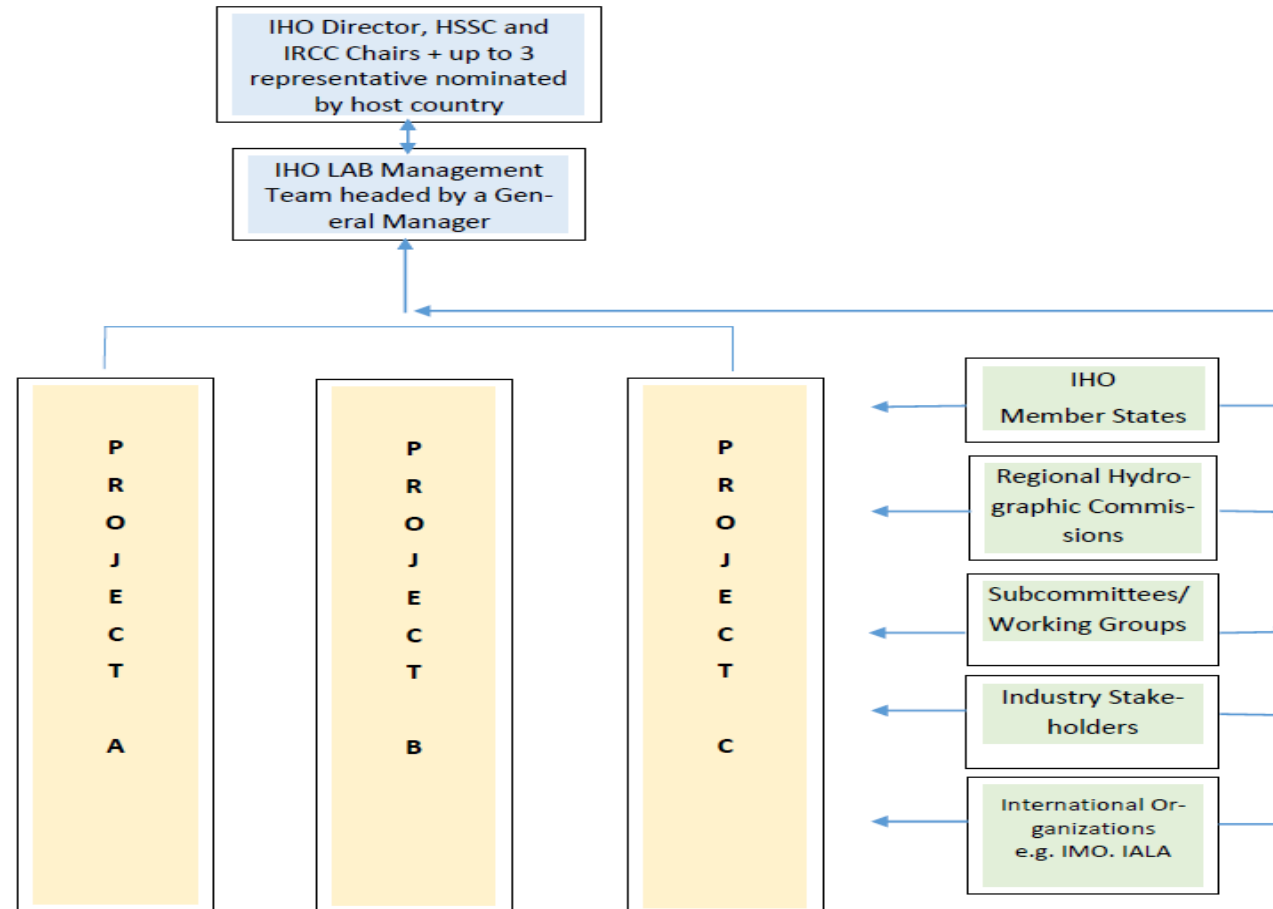 IHO Director, HSSC and
IRCC Chairs + up to 3
representative nominated
by host country
IHO LAB Management
Team headed by a Gen-
eral Manager
P
R
O
J
E
C
T
A
P
R
O
J
E
C
T
B
P
R
O
J
E
C
T
C
IHO
Member States
Regional Hydro-
graphic Commis-
sions
Subcommittees/
Working Groups
Industry Stake-
holders
International Or-
ganizations
e.g. IMO. IALA